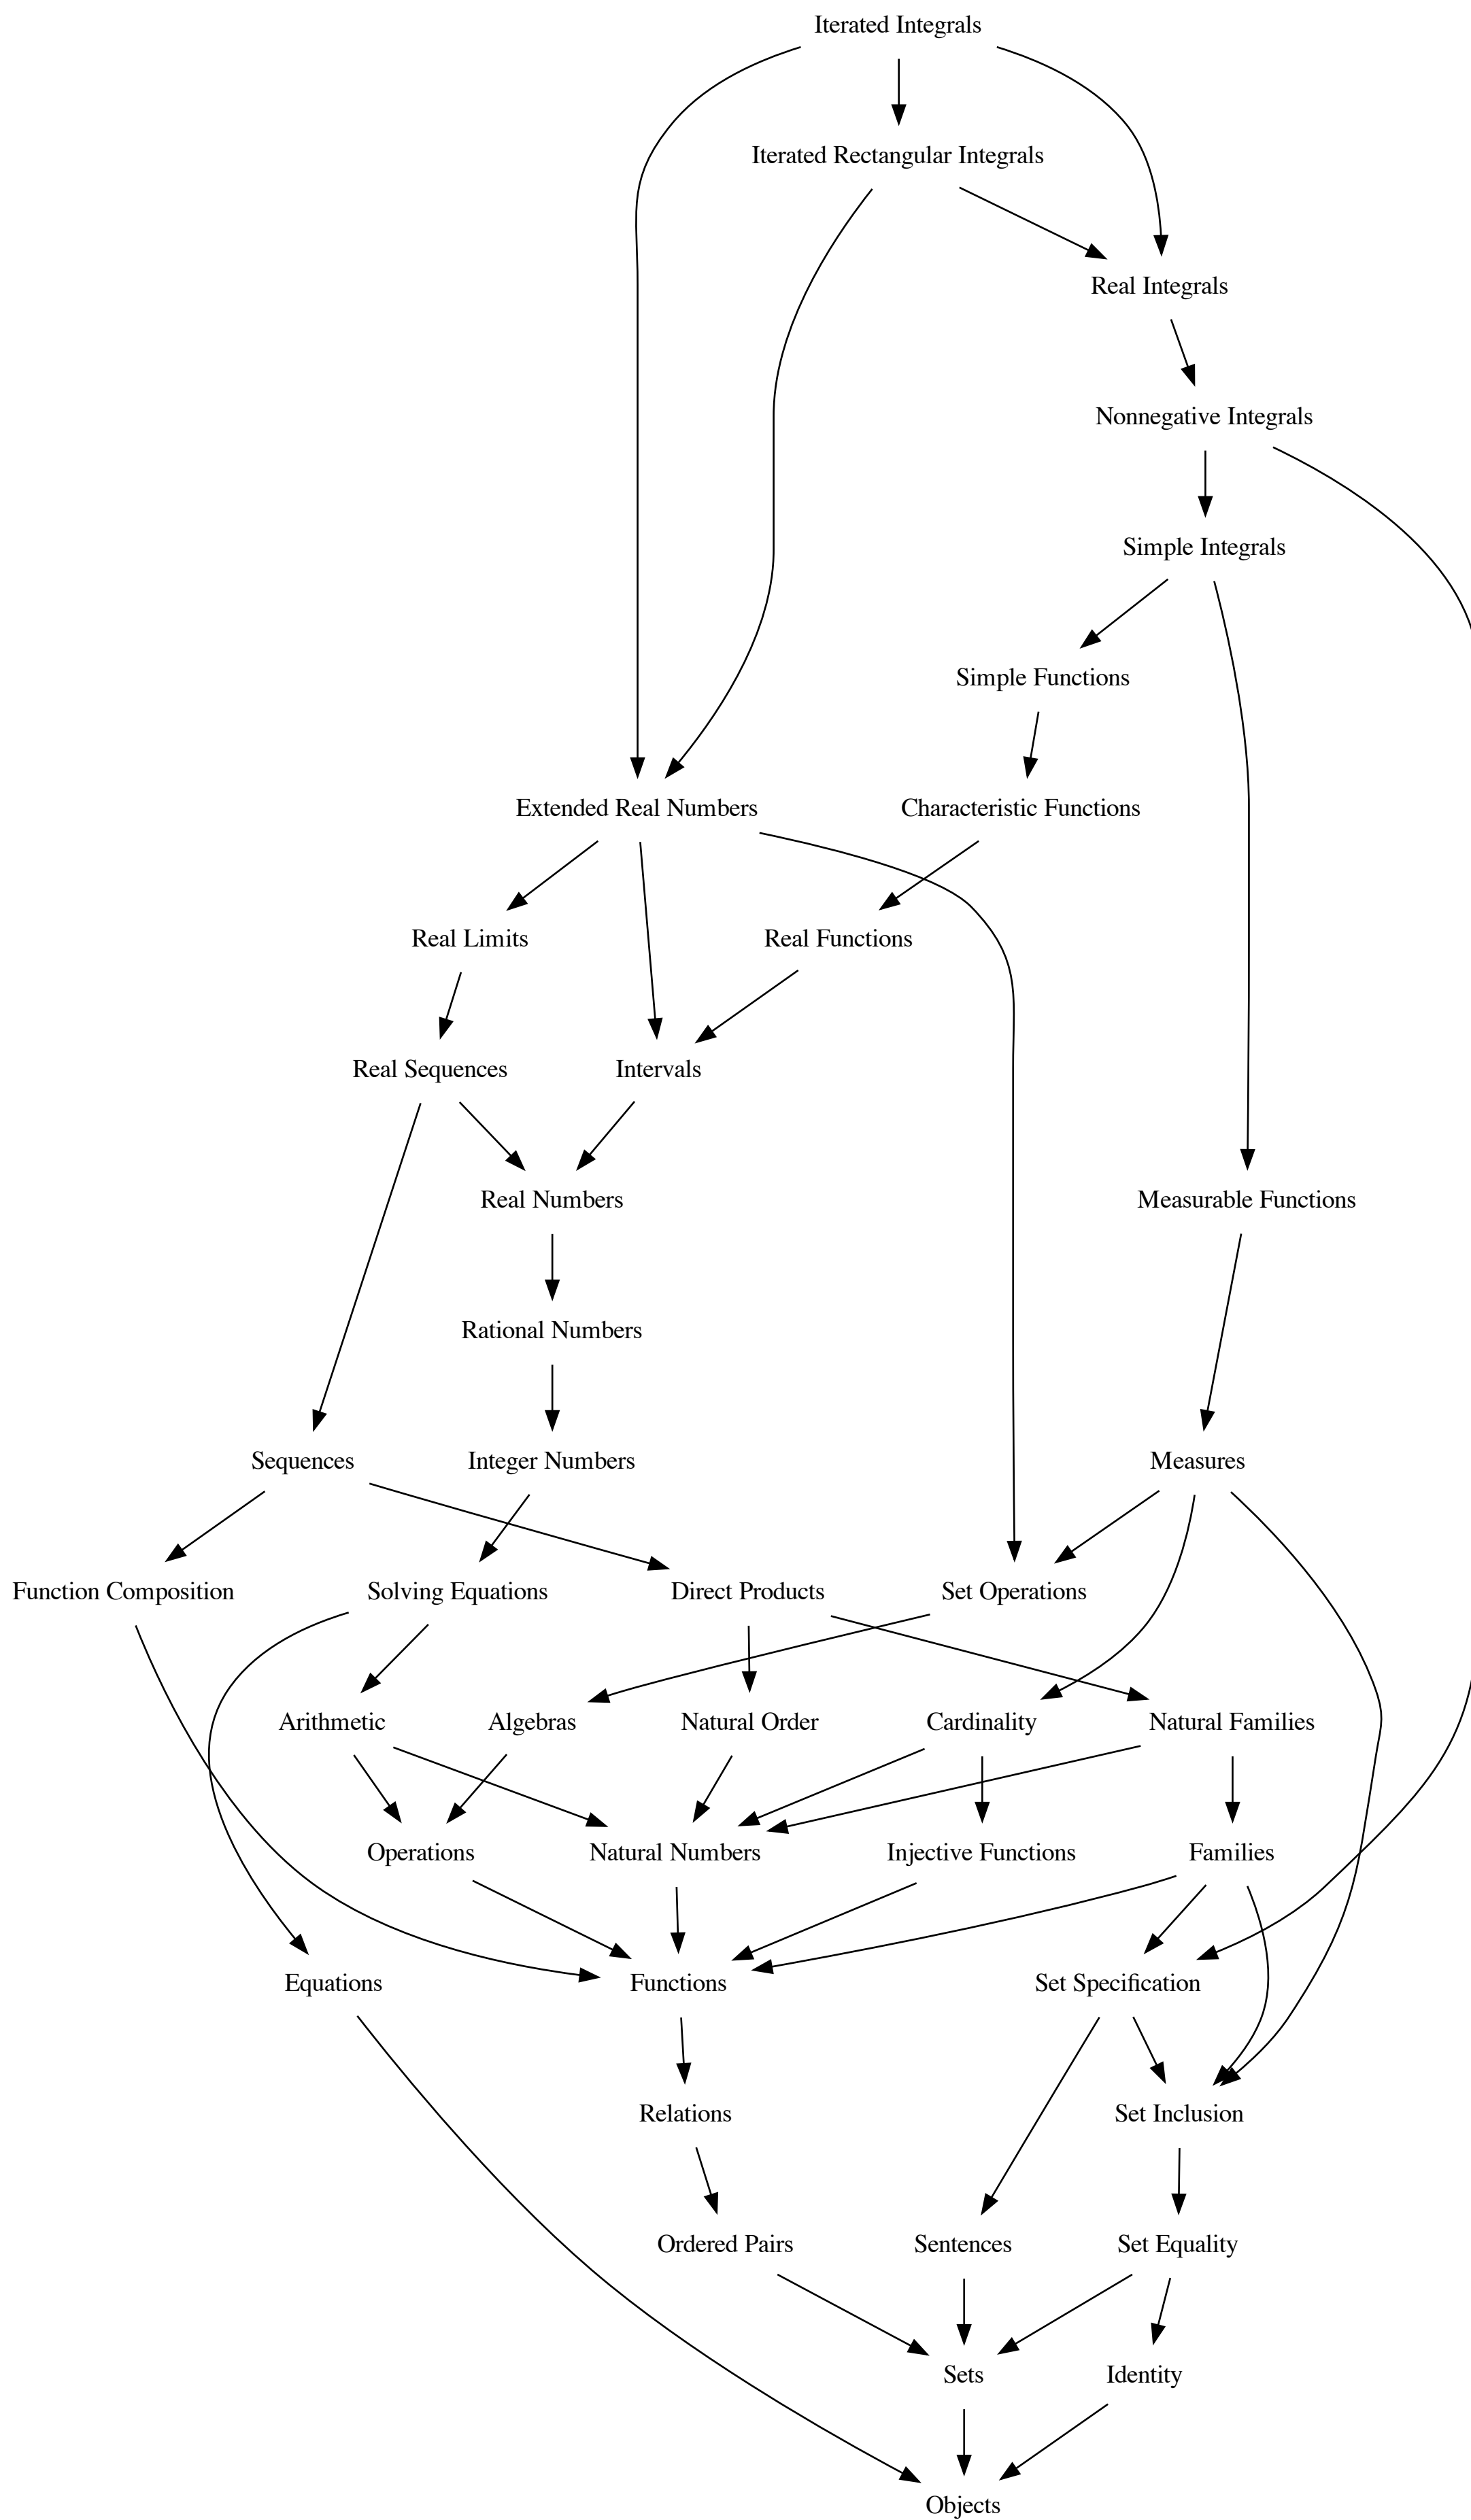 Iterated Integrals
Iterated Rectangular Integrals
Real Integrals
Nonnegative Integrals
Simple Integrals
Simple Functions
Extended Real Numbers
Characteristic Functions
Real Limits
Real Functions
Real Sequences
Intervals
Real Numbers
Measurable Functions
Rational Numbers
Sequences
Integer Numbers
Measures
Function Composition
Solving Equations
Direct Products
Set Operations
Arithmetic
Algebras
Natural Order
Cardinality
Natural Families
Operations
Natural Numbers
Injective Functions
Families
Equations
Functions
Set Specification
Relations
Set Inclusion
Ordered Pairs
Sentences
Set Equality
Sets
Identity
Objects